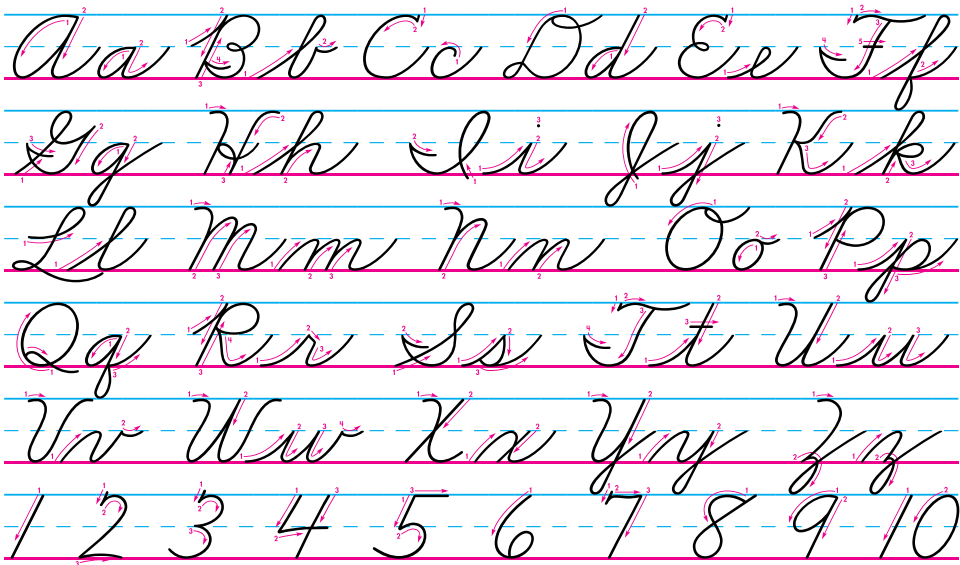 Aa Bb Cc Dd Ee Ff
Gg Hh Ii Jj Kk
Ll Mm Nn Oo Pp
Qq Rr Ss Tt Uu
Vv Ww Xx Yy Zz
1 2 3 4 5 6 7 8 9 10